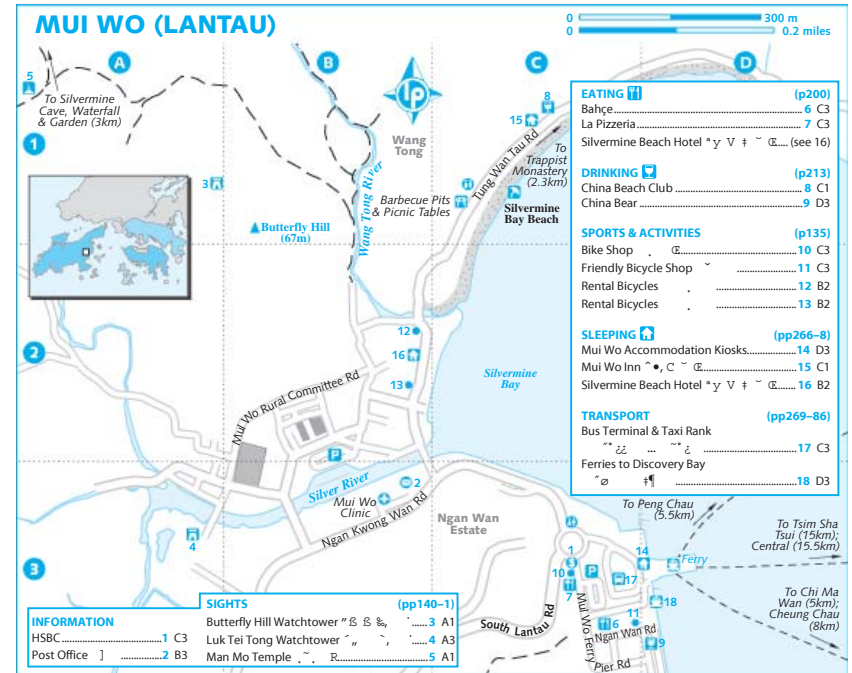 MUI WO (LANTAU)
0 300 m
0 0.2 miles
A
B
C
D
1
2
3
5
To Silvermine
Cave, Waterfall
& Garden (3km)
lp
Wang
Tong
8
15
Tung Wan Tau Rd
To
Trappist
Monastery
(2.3km)
3
Barbecue Pits
& Picnic Tables
Silvermine
Bay Beach
Butterfly Hill
(67m)
Wang Tong River
12
16
13
Silvermine
Bay
Mui Wo Rural Committee Rd
P
Silver River
2
Mui Wo
Clinic
Ngan Kwong Wan Rd
Ngan Wan
Estate
4
1
$
10
7
P
14
17
Ferry
18
6
11
9
South Lantau Rd
Mui Wo Ferry
Pier Rd
Ngan Wan Rd
To Peng Chau
(5.5km)
To Tsim Sha
Tsui (15km);
Central (15.5km)
To Chi Ma
Wan (5km);
Cheung Chau
(8km)
EATING (p200)
Bahçe 6 C3
La Pizzeria 7 C3
Silvermine Beach Hotel (see 16)
DRINKING (p213)
China Beach Club 8 C1
China Bear 9 D3
SPORTS & ACTIVITIES (p135)
Bike Shop 10 C3
Friendly Bicycle Shop 11 C3
Rental Bicycles 12 B2
Rental Bicycles 13 B2
SLEEPING (pp266–8)
Mui Wo Accommodation Kiosks 14 D3
Mui Wo Inn 15 C1
Silvermine Beach Hotel 16 B2
TRANSPORT (pp269–86)
Bus Terminal & Taxi Rank
17 C3
Ferries to Discovery Bay
18 D3
INFORMATION
HSBC 1 C3
Post Office 2 B3
SIGHTS (pp140–1)
Butterfly Hill Watchtower 3 A1
Luk Tei Tong Watchtower 4 A3
Man Mo Temple 5 A1